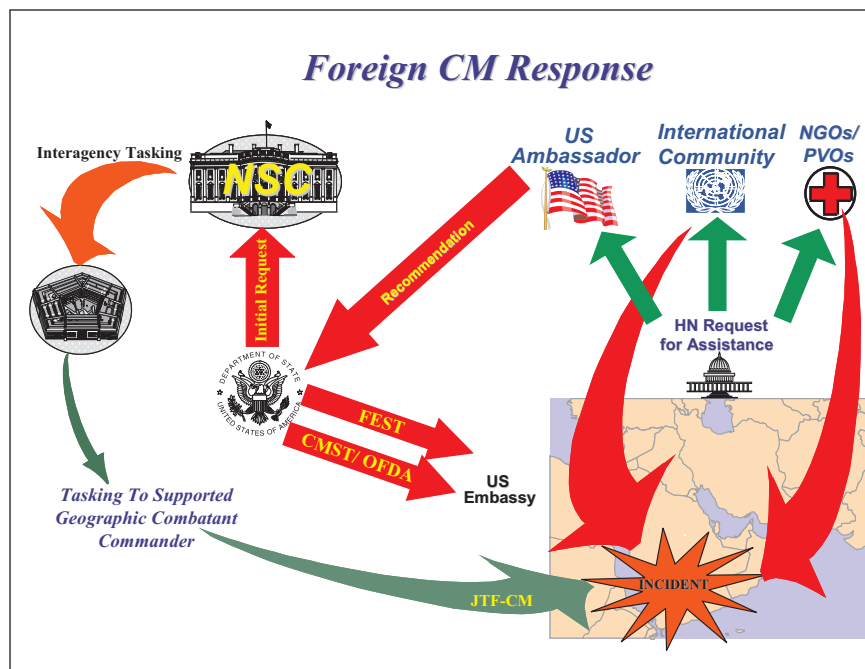 Foreign CM Response
Interagency Tasking
NSC
US
Ambassador
International
Community
NGOs/
PVOs
Initial Request
Recommendation
HN Request
for Assistance
DEPARTMENT OF STATE
UNITED STATES OF AMERICA
FEST
CMST/ OFDA
US
Embassy
Tasking To Supported
Geographic Combatant
Commander
JTF-CM
INCIDENT